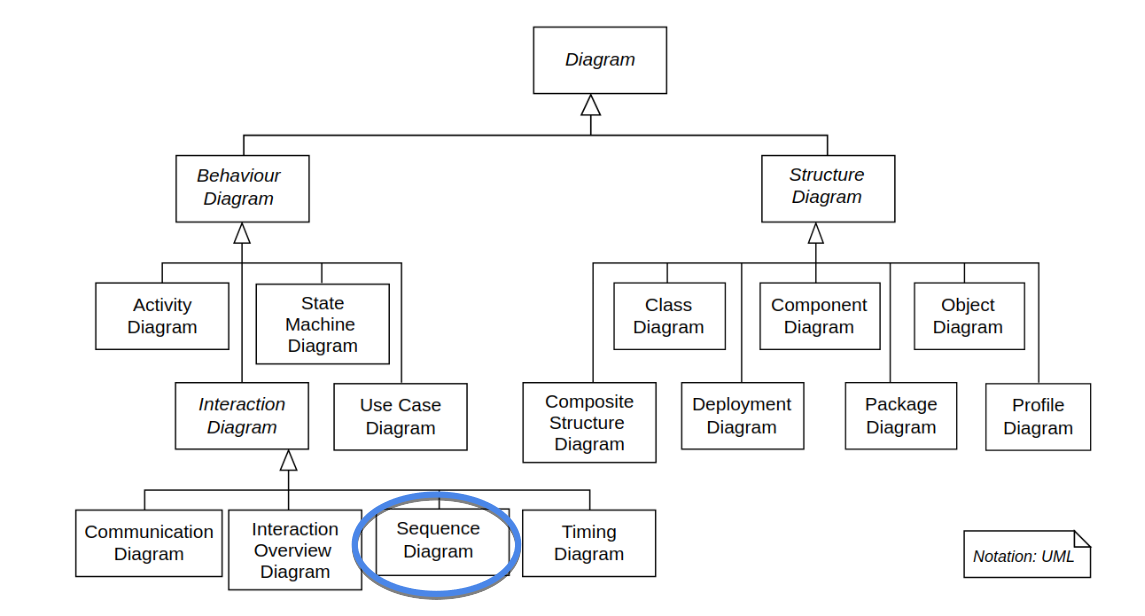 Diagram
Behaviour
Diagram
Structure
Diagram
Activity
Diagram
State
Machine
Diagram
Class
Diagram
Component
Diagram
Object
Diagram
Interaction
Diagram
Use Case
Diagram
Composite
Structure
Diagram
Deployment
Diagram
Package
Diagram
Profile
Diagram
Communication
Diagram
Interaction
Overview
Diagram
Sequence
Diagram
Timing
Diagram
Notation: UML